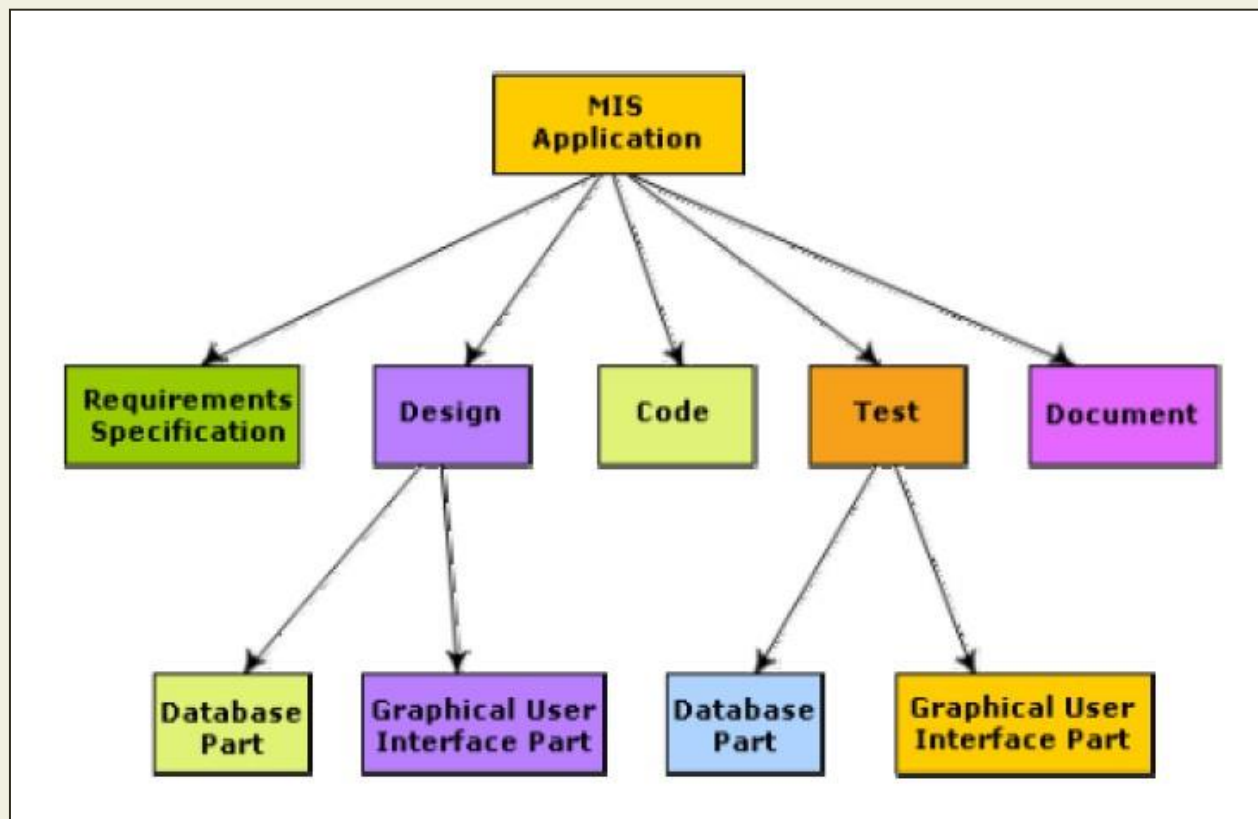 MIS
Application
Requirements
Specification
Design
Code
Test
Document
Database
Part
Graphical User
Interface Part
Database
Part
Graphical User
Interface Part